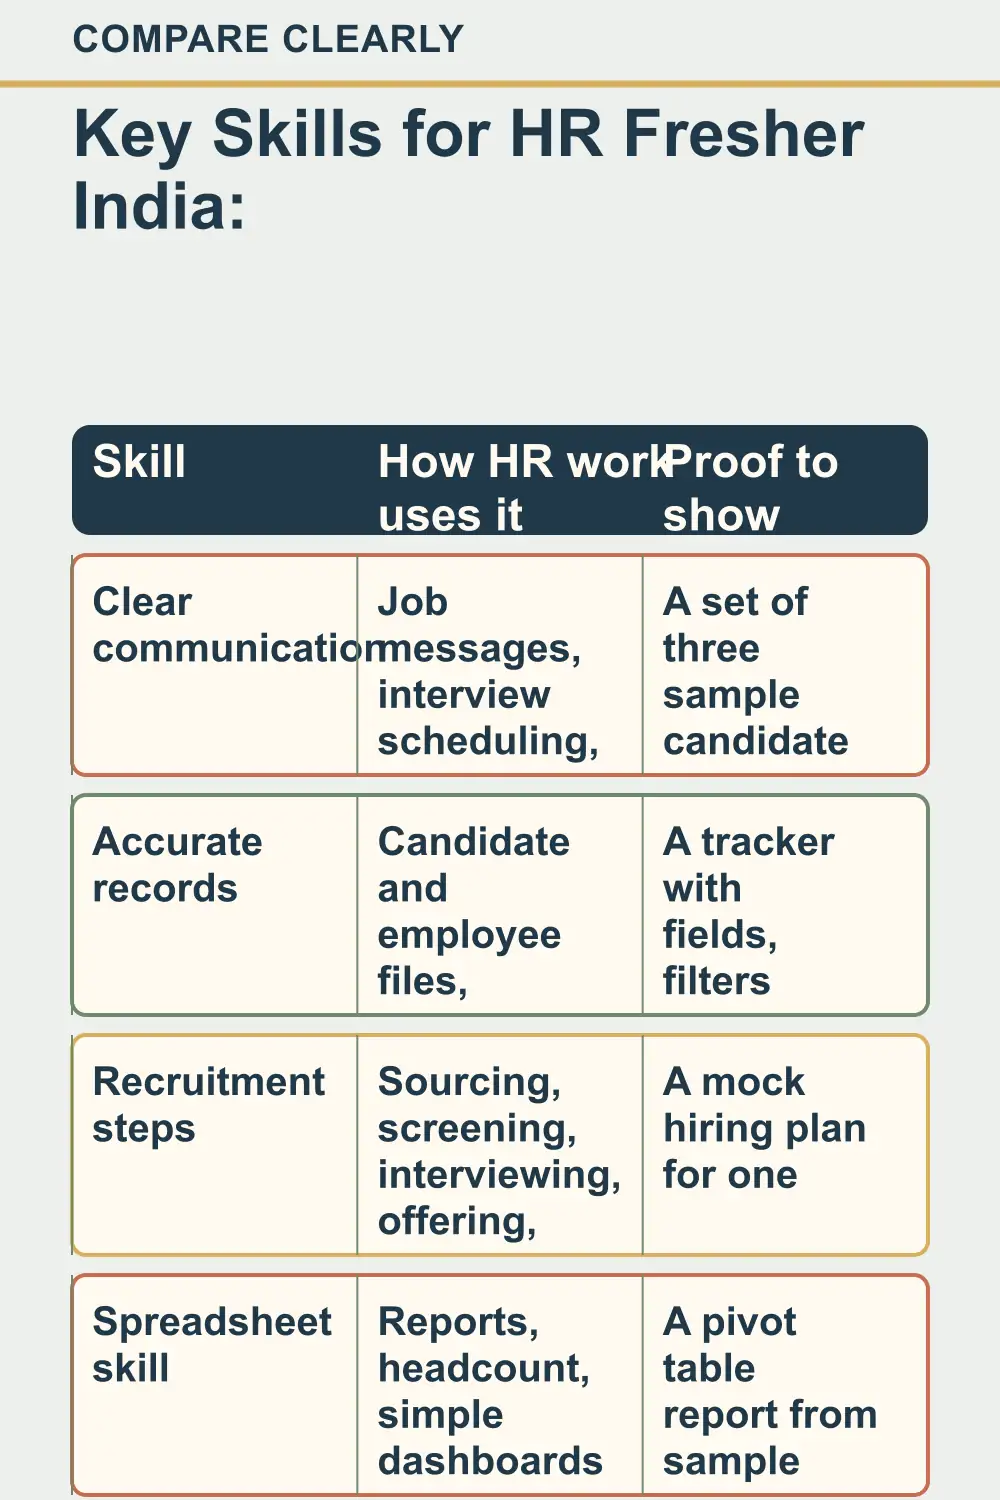 COMPARE CLEARLY
Key Skills for HR Fresher
India:
Skill
How HR work
uses it
Proof to
show
Clear
communication
Job
messages,
interview
scheduling,
A set of
three
sample
candidate
Accurate
records
Candidate
and
employee
files,
A tracker
with
fields,
filters
Recruitment
steps
Sourcing,
screening,
interviewing,
offering,
A mock
hiring plan
for one
Spreadsheet
skill
Reports,
headcount,
simple
dashboards
A pivot
table
report from
sample